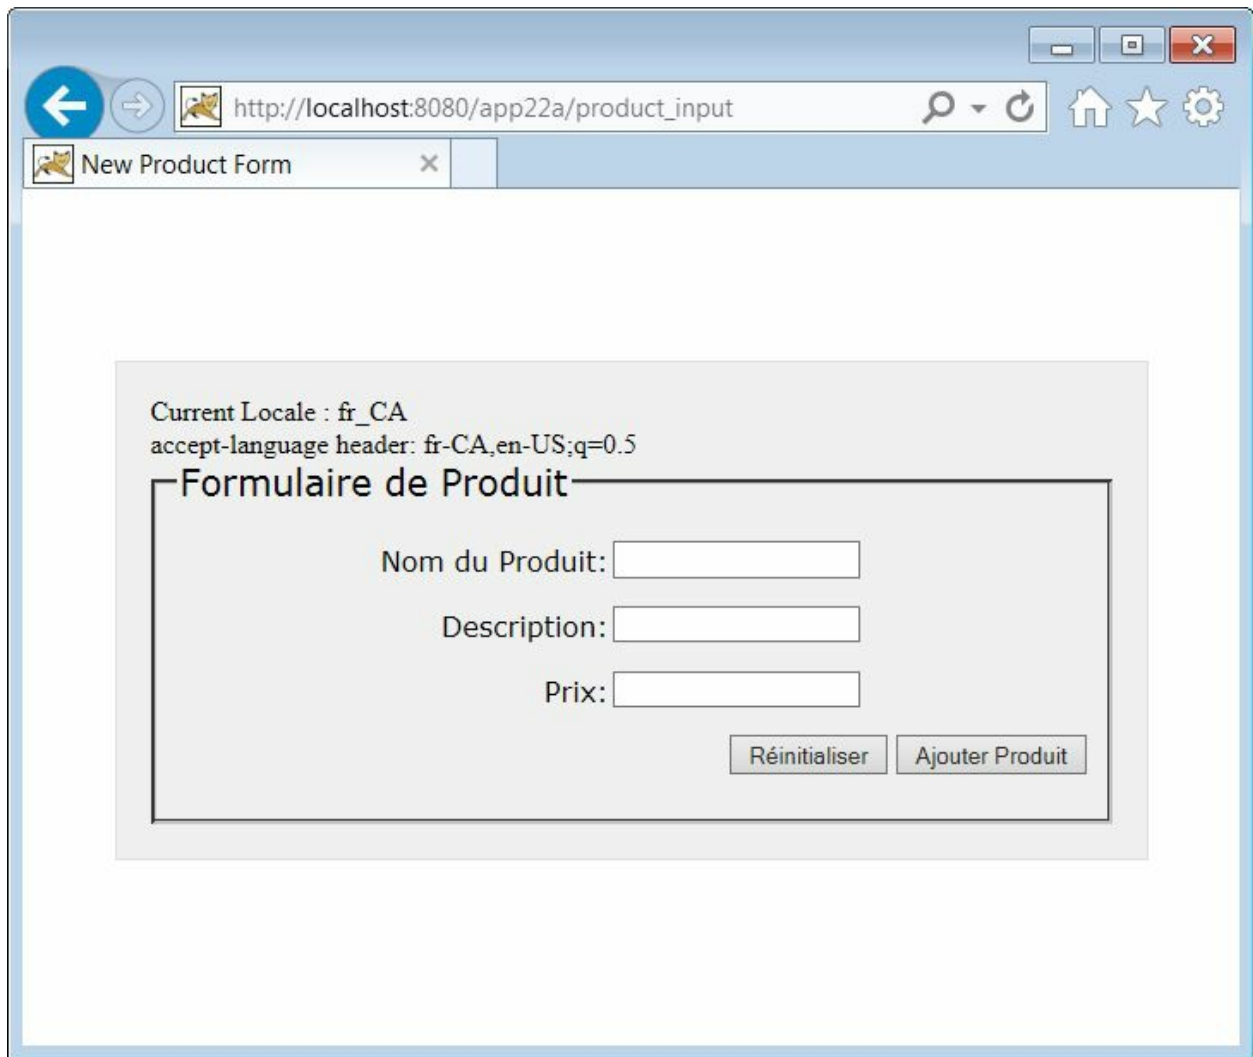 http://localhost:8080/app22a/product_input
New Product Form
Current Locale : fr_CA
accept-language header: fr-CA,en-US;q=0.5
Formulaire de Produit
Nom du Produit:
Description:
Prix:
Réinitialiser Ajouter Produit